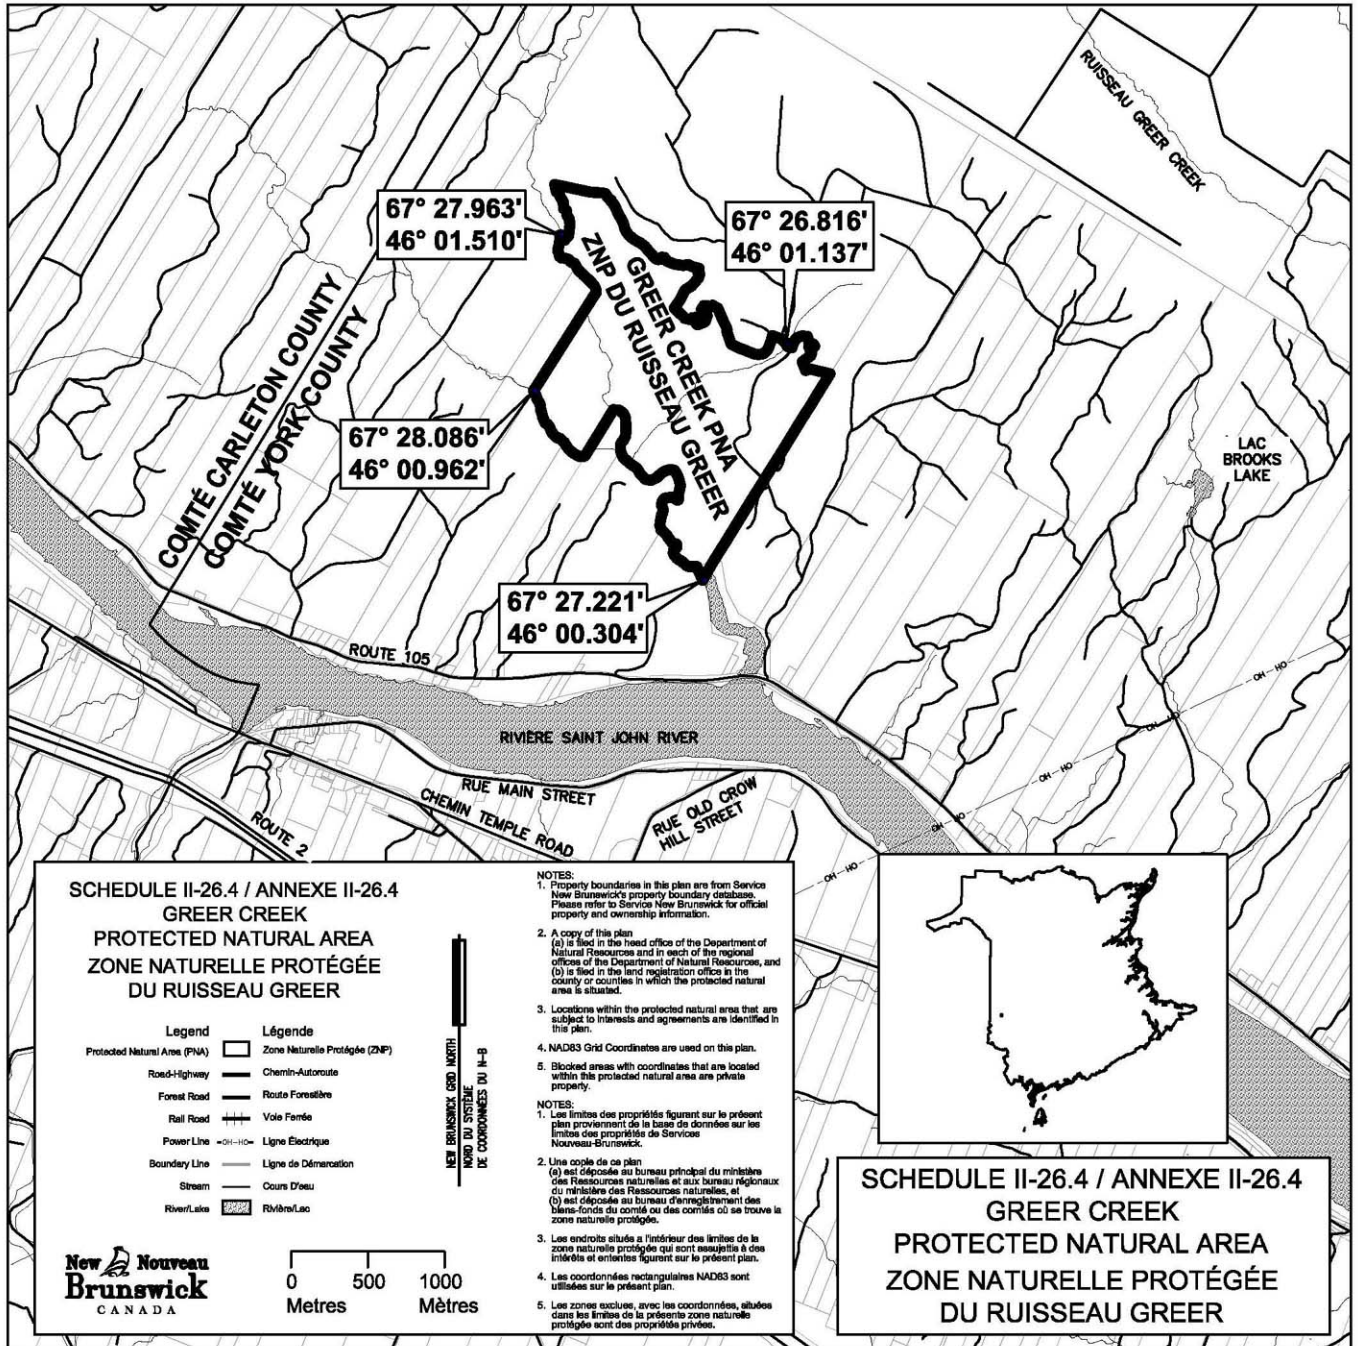 RUISSEAU GREER CREEK
67° 27.963'
46° 01.510'
67° 26.816'
46° 01.137'
GREER CREEK PNA
ZNP DU RUISSEAU GREER
COMTÉ CARLETON COUNTY
COMTÉ YORK COUNTY
67° 28.086'
46° 00.962'
LAC
BROOKS
LAKE
67° 27.221'
46° 00.304'
ROUTE 105
RIVIÈRE SAINT JOHN RIVER
RUE MAIN STREET
CHEMIN TEMPLE ROAD
RUE OLD CROW
HILL STREET
ROUTE 2
OH-HO
OH-HO
OH-HO
OH-HO
OH-HO
SCHEDULE II-26.4 / ANNEXE II-26.4
GREER CREEK
PROTECTED NATURAL AREA
ZONE NATURELLE PROTÉGÉE
DU RUISSEAU GREER
Legend Légende
Protected Natural Area (PNA) Zone Naturelle Protégée (ZNP)
Road-Highway Chemin-Autoroute
Forest Road Route Forestière
Rail Road Voie Ferrée
Power Line -OH-HO- Ligne Électrique
Boundary Line Ligne de Démarcation
Stream Cours D'eau
River/Lake Rivière/Lac
NEW BRUNSWICK GRID NORTH
NORD DU SYSTÈME
DE COORDONNÉES DU N-B
New Nouveau
Brunswick
CANADA
0 500 1000
Metres Mètres
NOTES:
1. Property boundaries in this plan are from Service
New Brunswick's property boundary database.
Please refer to Service New Brunswick for official
property and ownership information.
2. A copy of this plan
(a) is filed in the head office of the Department of
Natural Resources and in each of the regional
offices of the Department of Natural Resources, and
(b) is filed in the land registration office in the
county or counties in which the protected natural
area is situated.
3. Locations within the protected natural area that are
subject to interests and agreements are identified in
this plan.
4. NAD83 Grid Coordinates are used on this plan.
5. Blocked areas with coordinates that are located
within this protected natural area are private
property.
NOTES:
1. Les limites des propriétés figurant sur le présent
plan proviennent de la base de données sur les
limites des propriétés de Services
Nouveau-Brunswick.
2. Une copie de ce plan
(a) est déposée au bureau principal du ministère
des Ressources naturelles et aux bureau régionaux
du ministère des Ressources naturelles, et
(b) est déposée au bureau d'enregistrement des
biens-fonds du comté ou des comtés où se trouve la
zone naturelle protégée.
3. Les endroits situés a l'intérieur des limites de la
zone naturelle protégée qui sont assujettis à des
intérêts et ententes figurent sur le présent plan.
4. Les coordonnées rectangulaires NAD83 sont
utilisées sur le présent plan.
5. Les zones exclues, avec les coordonnées, situées
dans les limites de la présente zone naturelle
protégée sont des propriétés privées.
SCHEDULE II-26.4 / ANNEXE II-26.4
GREER CREEK
PROTECTED NATURAL AREA
ZONE NATURELLE PROTÉGÉE
DU RUISSEAU GREER